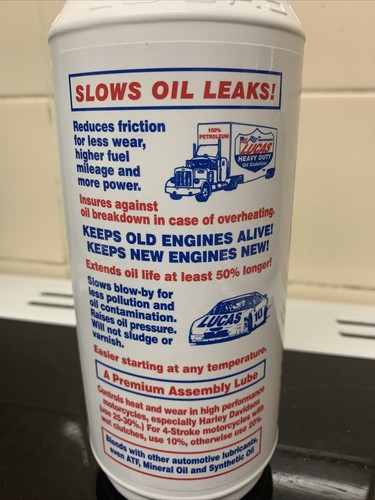 SLOWS OIL LEAKS!
Reduces friction
for less wear,
higher fuel
mileage and
more power.
100%
PETROLEUM
LUCAS
HEAVY DUTY
Oil Stabilizer
Insures against
oil breakdown in case of overheating.
KEEPS OLD ENGINES ALIVE!
KEEPS NEW ENGINES NEW!
Extends oil life at least 50% longer!
Slows blow-by for
less pollution and
oil contamination.
Raises oil pressure.
Will not sludge or
varnish.
LUCAS
10
Easier starting at any temperature.
A Premium Assembly Lube
Controls heat and wear in high performance
motorcycles, especially Harley Davidson
(use 25-30%.) For 4-Stroke motorcycle with
wet clutches, use 10%, otherwise use 20%.
Blends with other automotive lubricants,
even ATF, Mineral Oil and Synthetic Oil